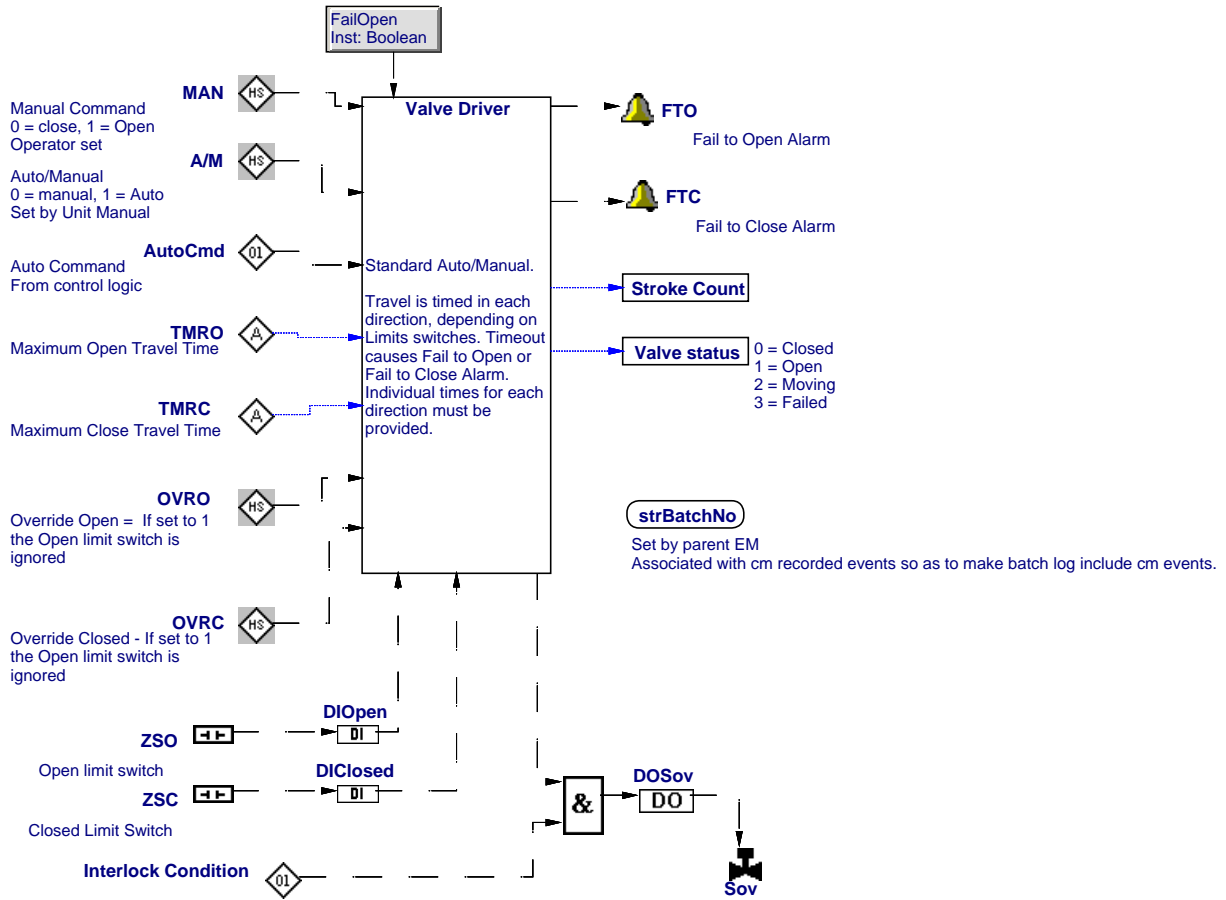 FailOpen
Inst: Boolean
MAN
HS
Manual Command
0 = close, 1 = Open
Operator set
A/M
HS
Auto/Manual
0 = manual, 1 = Auto
Set by Unit Manual
AutoCmd
01
Auto Command
From control logic
TMRO
A
Maximum Open Travel Time
TMRC
A
Maximum Close Travel Time
OVRO
HS
Override Open =  If set to 1
the Open limit switch is
ignored
OVRC
HS
Override Closed - If set to 1
the Open limit switch is
ignored
Valve Driver
Standard Auto/Manual.
Travel is timed in each
direction, depending on
Limits switches. Timeout
causes Fail to Open or
Fail to Close Alarm.
Individual times for each
direction must be
provided.
FTO
Fail to Open Alarm
FTC
Fail to Close Alarm
Stroke Count
Valve status
0 = Closed
1 = Open
2 = Moving
3 = Failed
strBatchNo
Set by parent EM
Associated with cm recorded events so as to make batch log include cm events.
ZSO
Open limit switch
DIOpen
DI
ZSC
Closed Limit Switch
DIClosed
DI
Interlock Condition
01
&
DOSov
DO
Sov